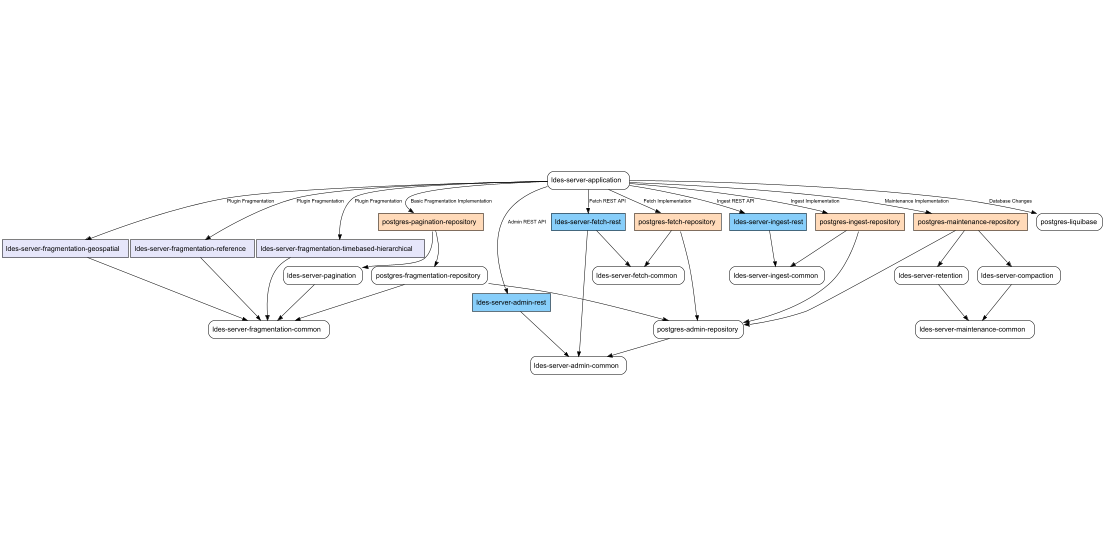 ldes-server-application
Plugin Fragmentation
Plugin Fragmentation
Plugin Fragmentation
Basic Fragmentation Implementation
Fetch REST API
Fetch Implementation
Ingest REST API
Ingest Implementation
Maintenance Implementation
Database Changes
Admin REST API
postgres-pagination-repository
ldes-server-fetch-rest
postgres-fetch-repository
ldes-server-ingest-rest
postgres-ingest-repository
postgres-maintenance-repository
postgres-liquibase
ldes-server-fragmentation-geospatial
ldes-server-fragmentation-reference
ldes-server-fragmentation-timebased-hierarchical
ldes-server-pagination
postgres-fragmentation-repository
ldes-server-fetch-common
ldes-server-ingest-common
ldes-server-retention
ldes-server-compaction
ldes-server-admin-rest
ldes-server-fragmentation-common
postgres-admin-repository
ldes-server-maintenance-common
ldes-server-admin-common